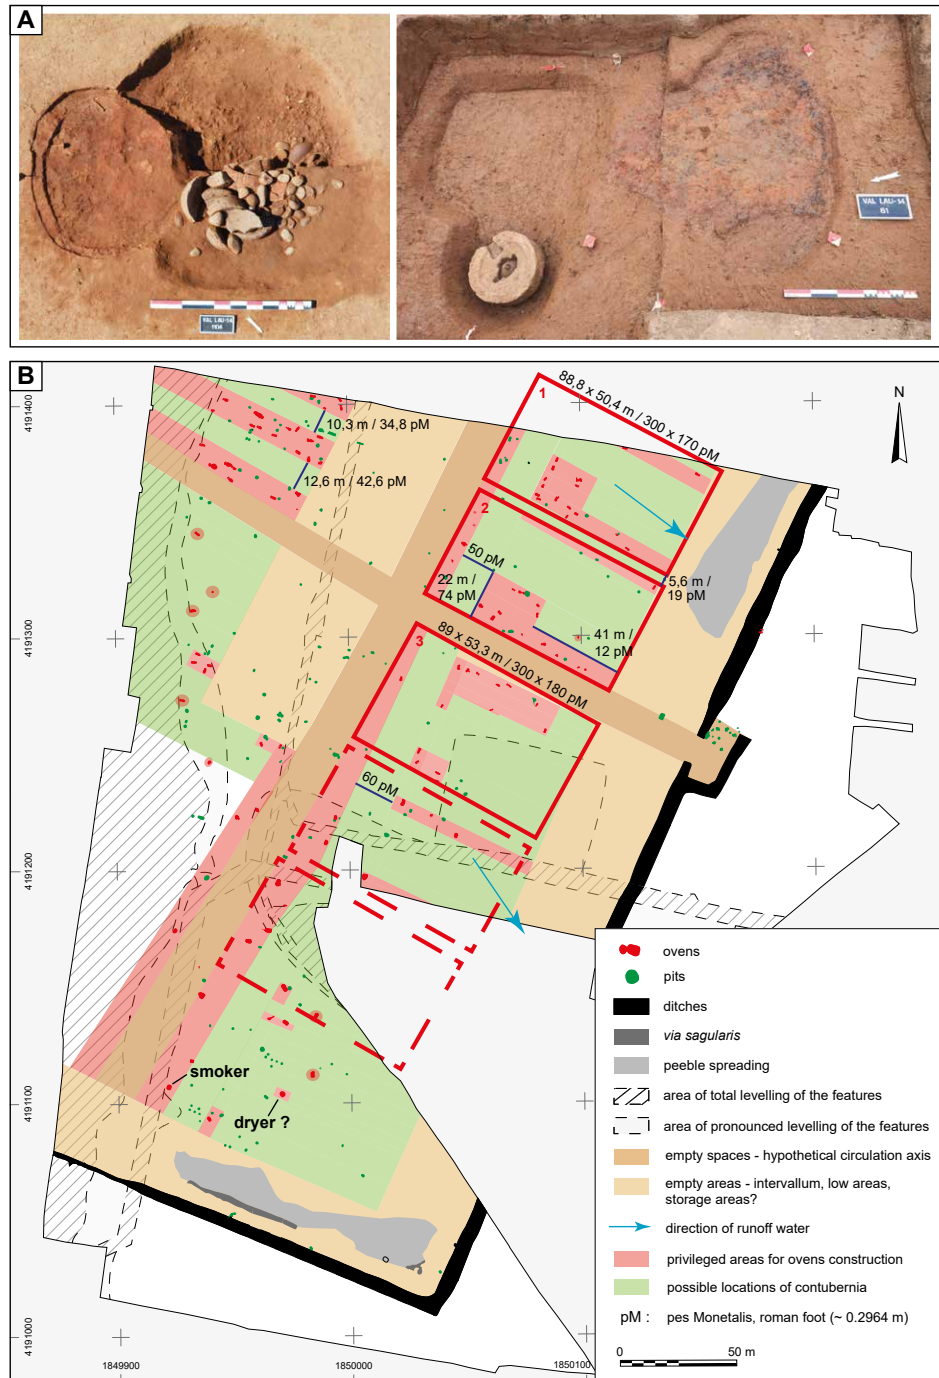 A
VAL LAU-14
VAL LAU-14
61
B
N
88,8 x 50,4 m / 300 x 170 pM
1
10,3 m / 34,8 pM
12,6 m / 42,6 pM
2
50 pM
22 m /
74 pM
5,6 m /
19 pM
41 m /
12 pM
89 x 53,3 m / 300 x 180 pM
3
60 pM
smoker
dryer ?
4191400
4191300
4191200
4191100
4191000
1849900
1850000
1850100
ovens
pits
ditches
via sagularis
peeble spreading
area of total levelling of the features
area of pronounced levelling of the features
empty spaces - hypothetical circulation axis
empty areas - intervallum, low areas,
storage areas?
direction of runoff water
privileged areas for ovens construction
possible locations of contubernia
pM : pes Monetalis, roman foot (~ 0.2964 m)
0 50 m